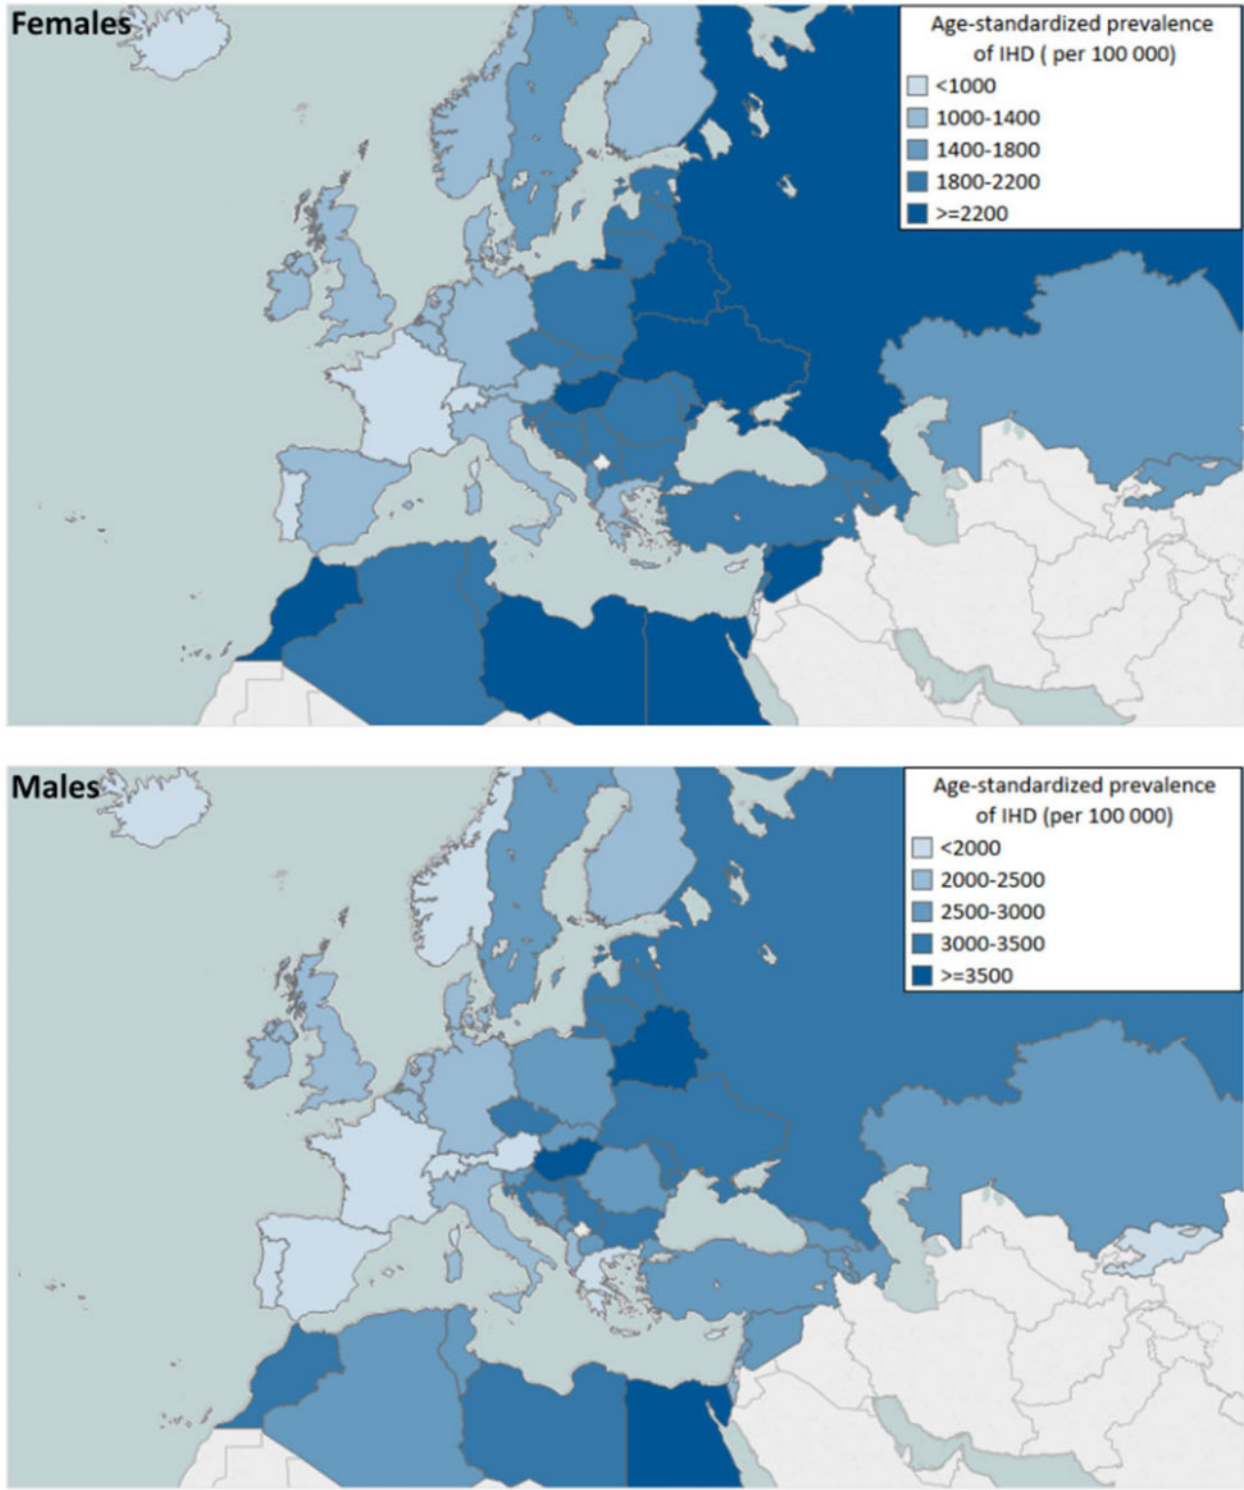 Females
Age-standardized prevalence
of IHD ( per 100 000)
<1000
1000-1400
1400-1800
1800-2200
>=2200
Males
Age-standardized prevalence
of IHD (per 100 000)
<2000
2000-2500
2500-3000
3000-3500
>=3500